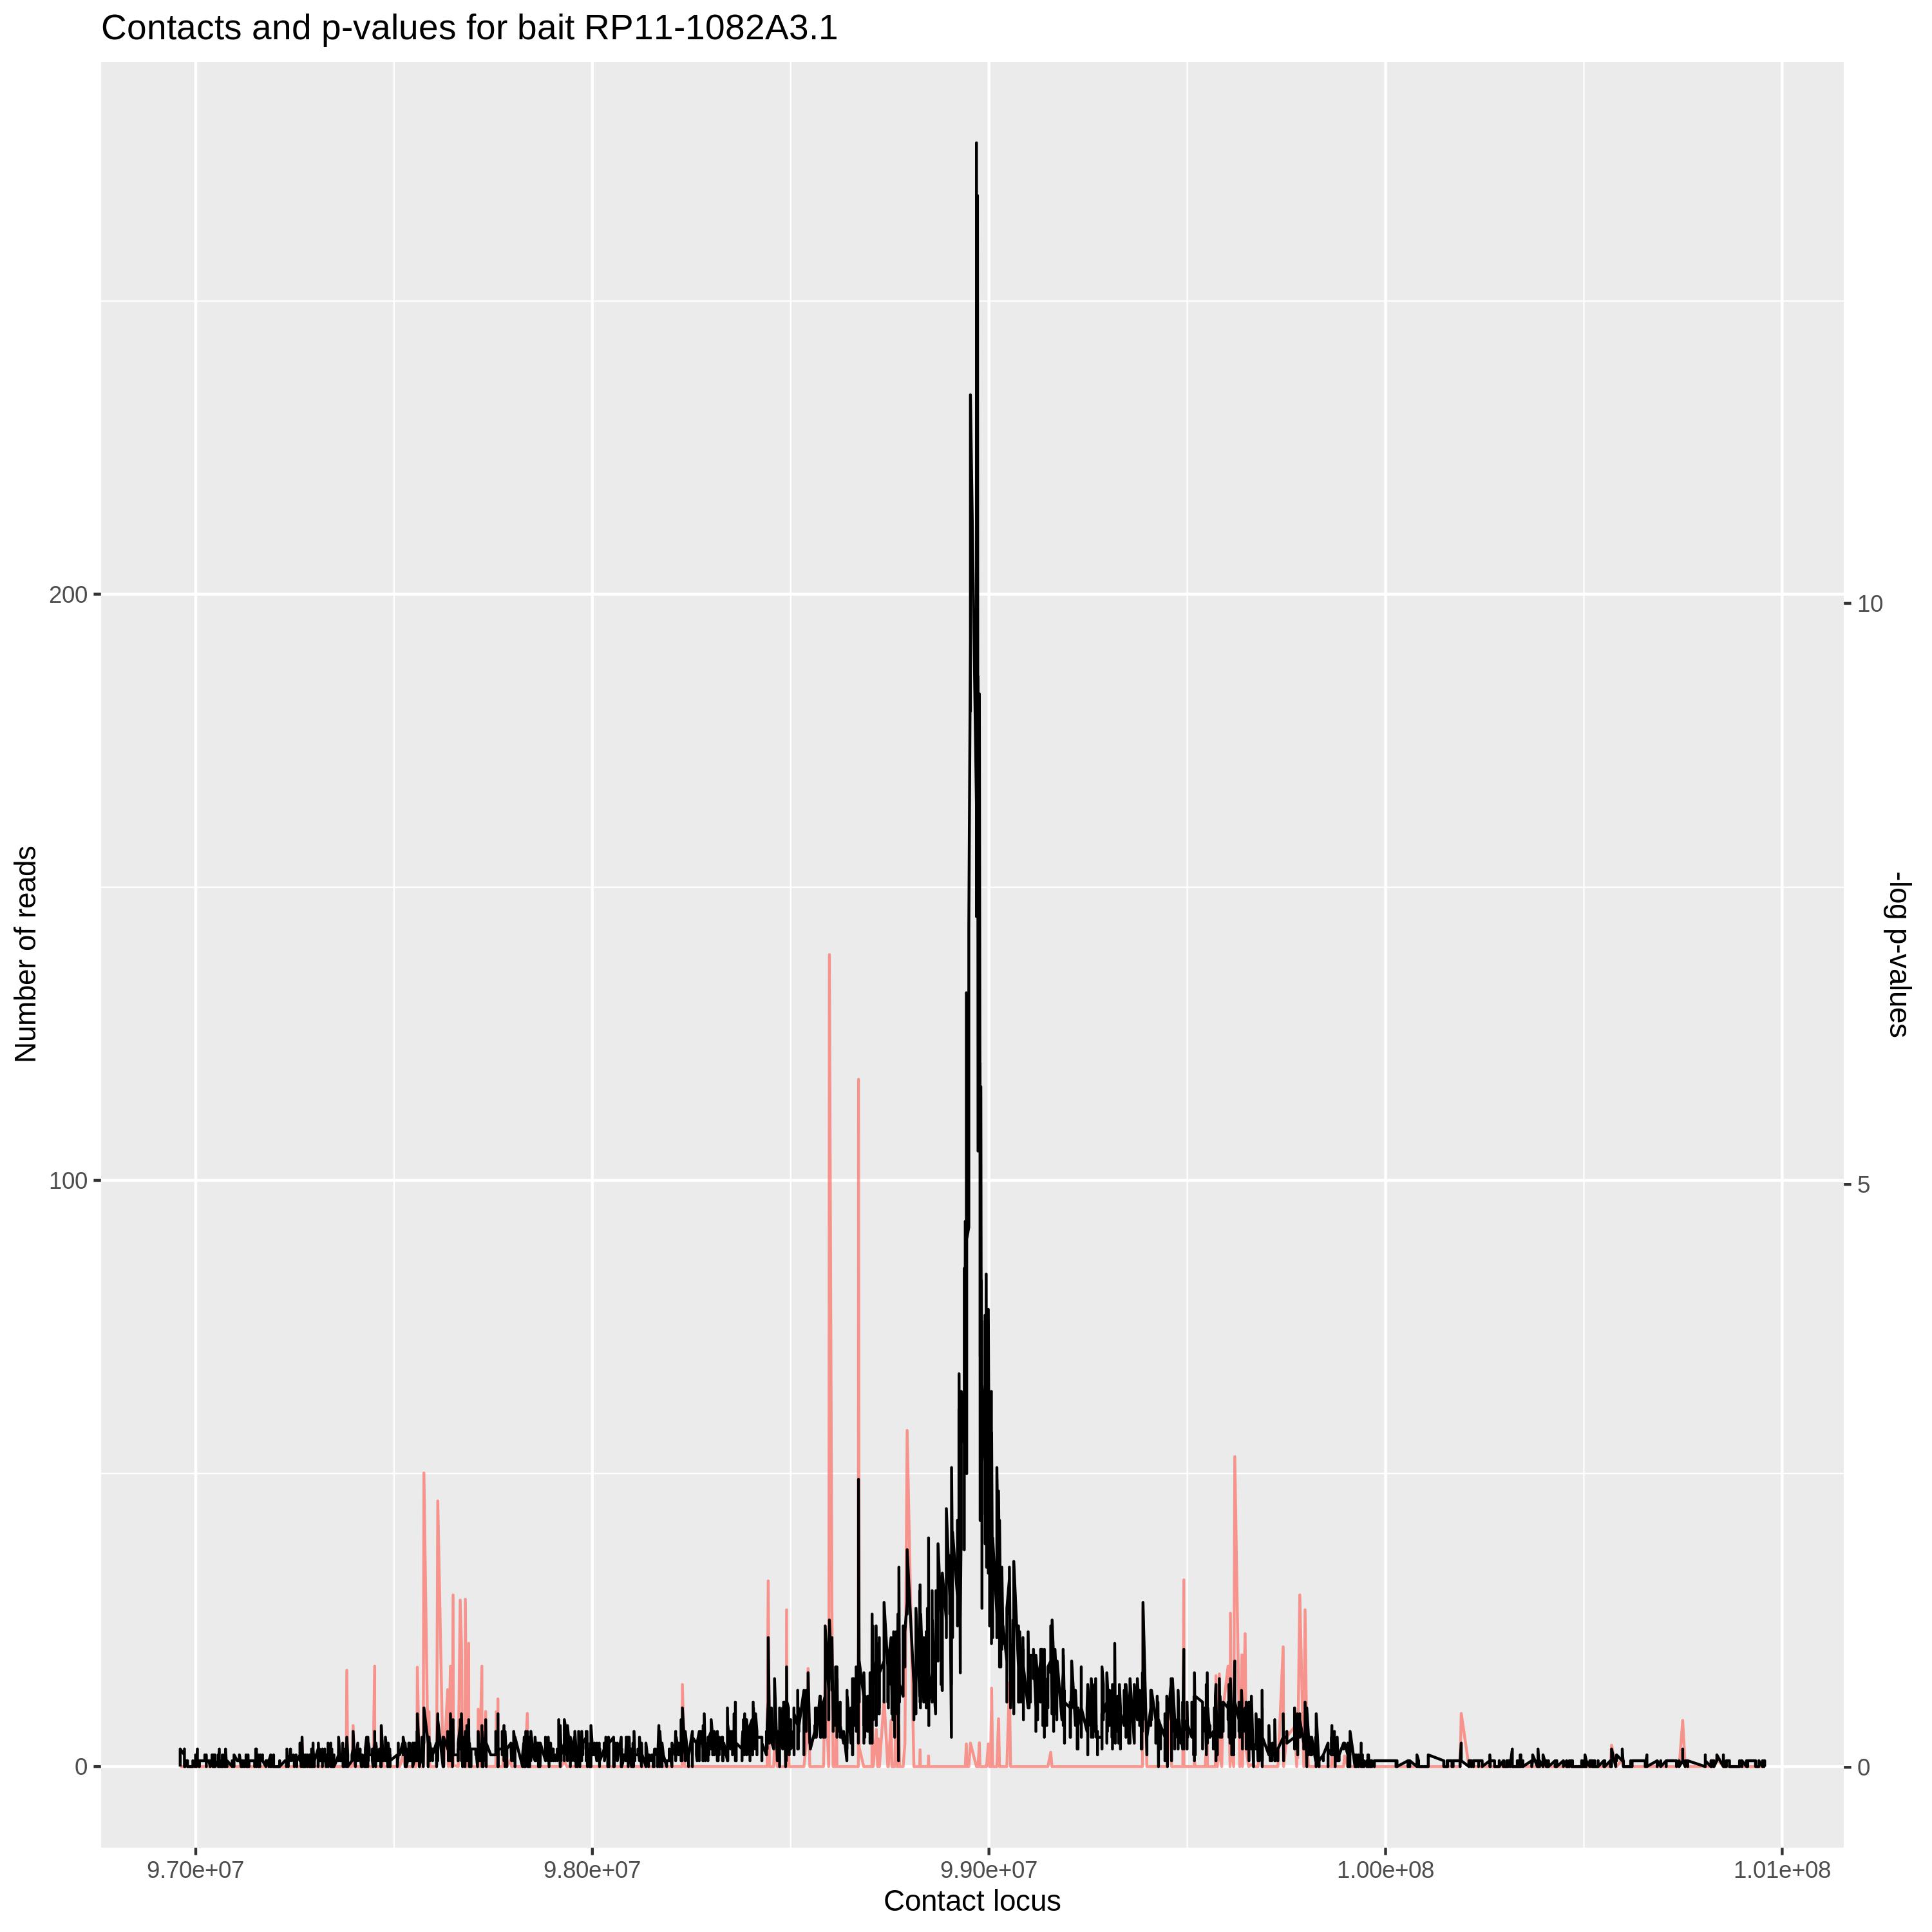 Contacts and p-values for bait RP11-1082A3.1
Number of reads
200
100
0
10
5
0
-log p-values
9.70e+07 9.80e+07 9.90e+07 1.00e+08 1.01e+08
Contact locus